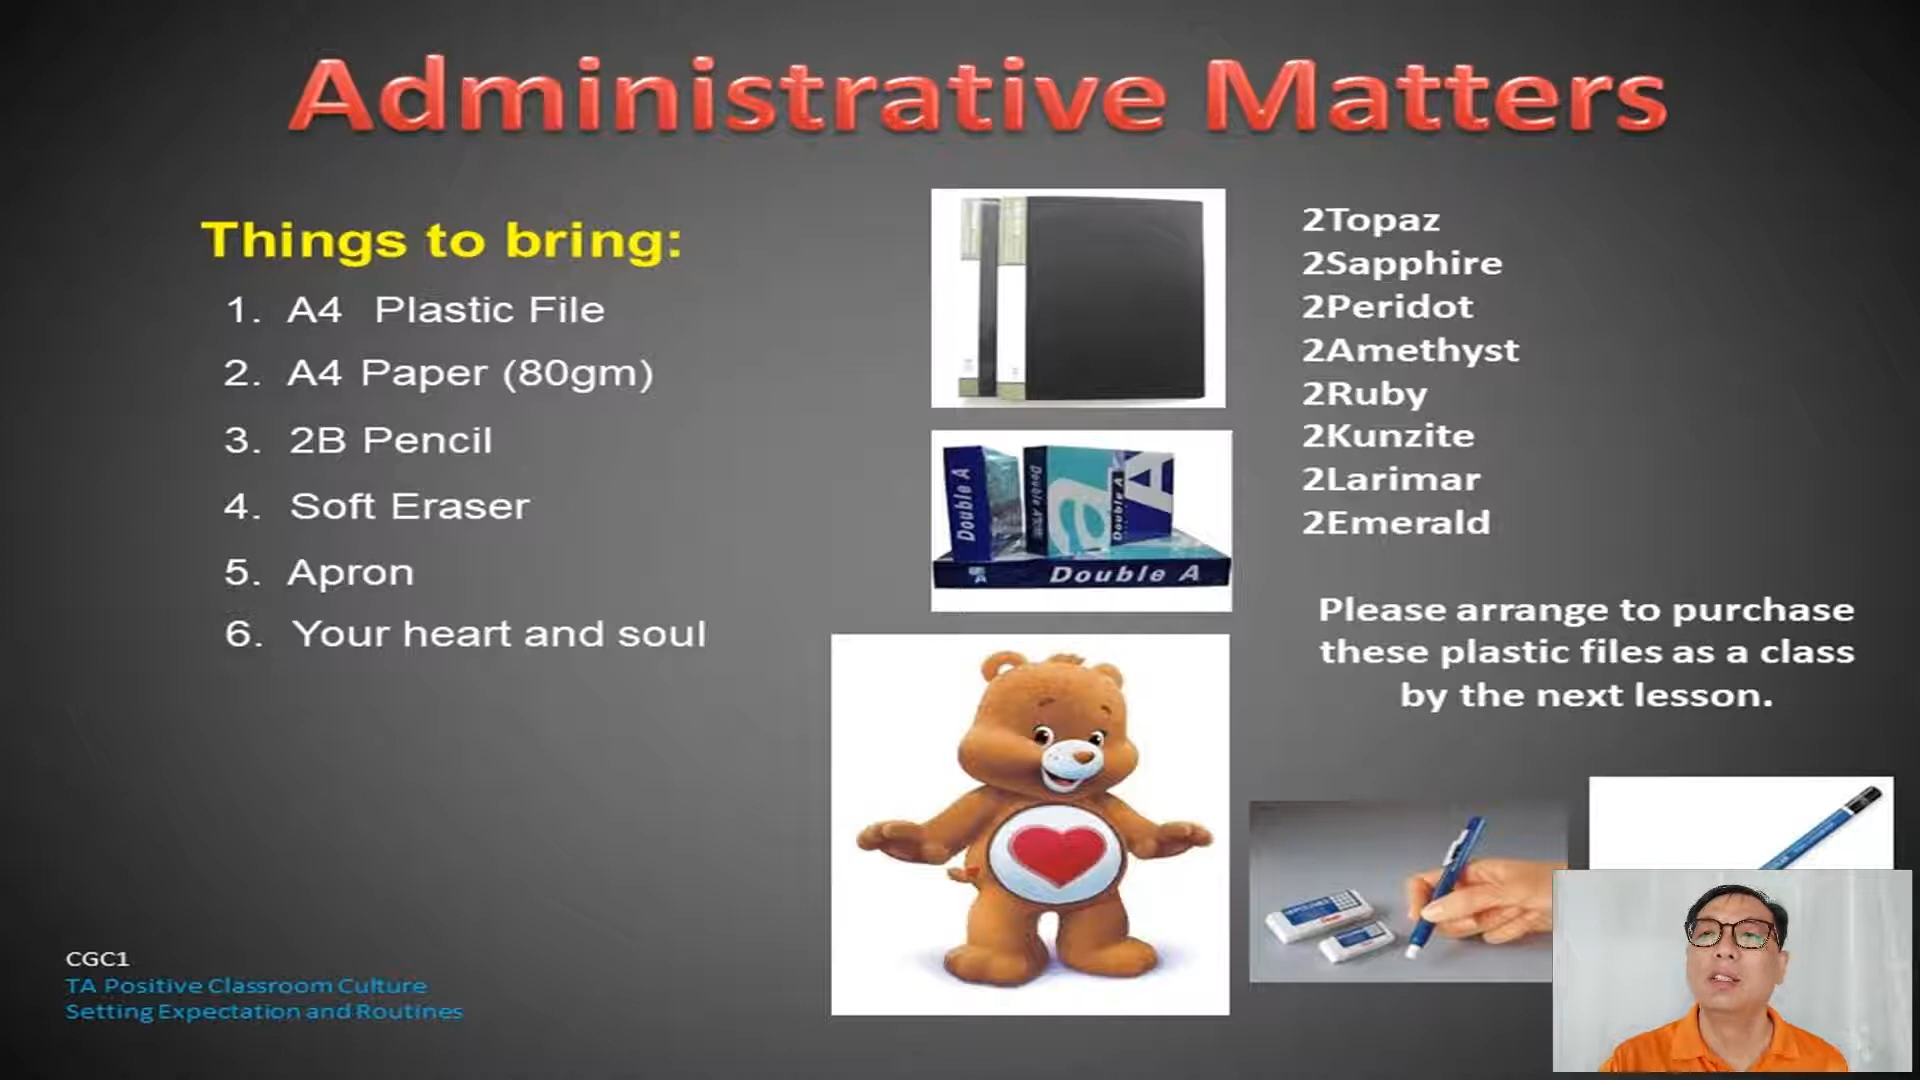 Administrative Matters
Things to bring:
1. A4 Plastic File
2. A4 Paper (80gm)
3. 2B Pencil
4. Soft Eraser
5. Apron
6. Your heart and soul
Double A
Double A
Double A
Double A
2Topaz
2Sapphire
2Peridot
2Amethyst
2Ruby
2Kunzite
2Larimar
2Emerald
Please arrange to purchase
these plastic files as a class
by the next lesson.
CGC1
TA Positive Classroom Culture
Setting Expectation and Routines